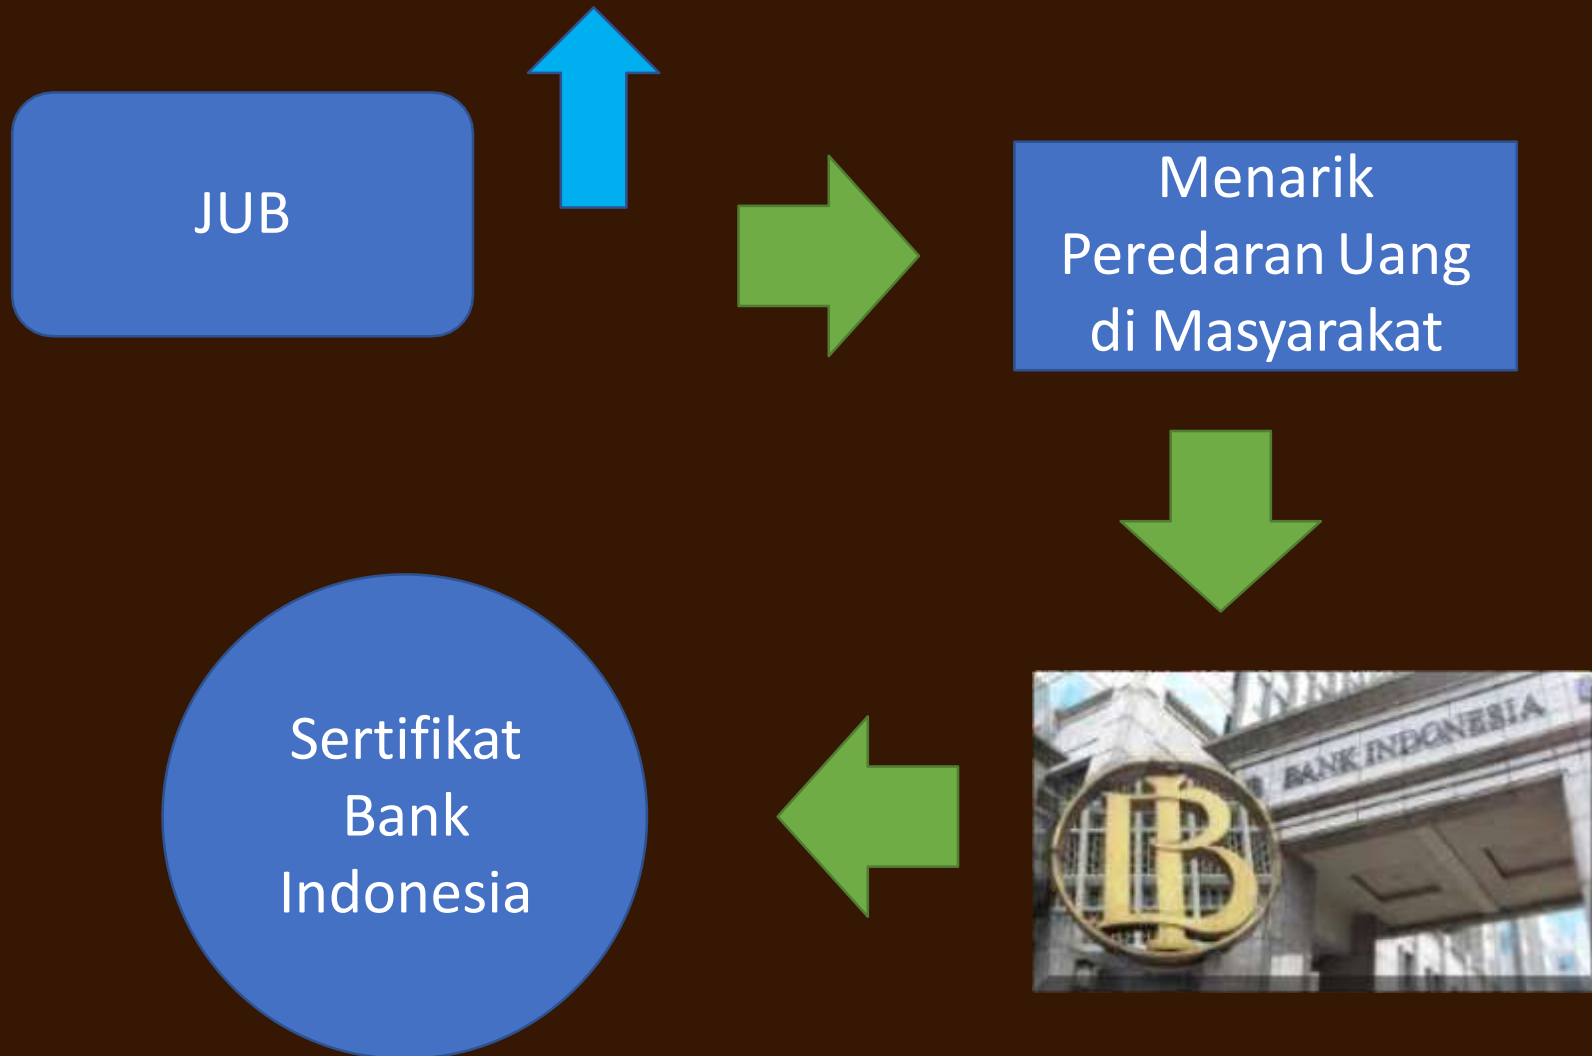 JUB
Menarik
Peredaran Uang
di Masyarakat
BANK INDONESIA
Sertifikat
Bank
Indonesia